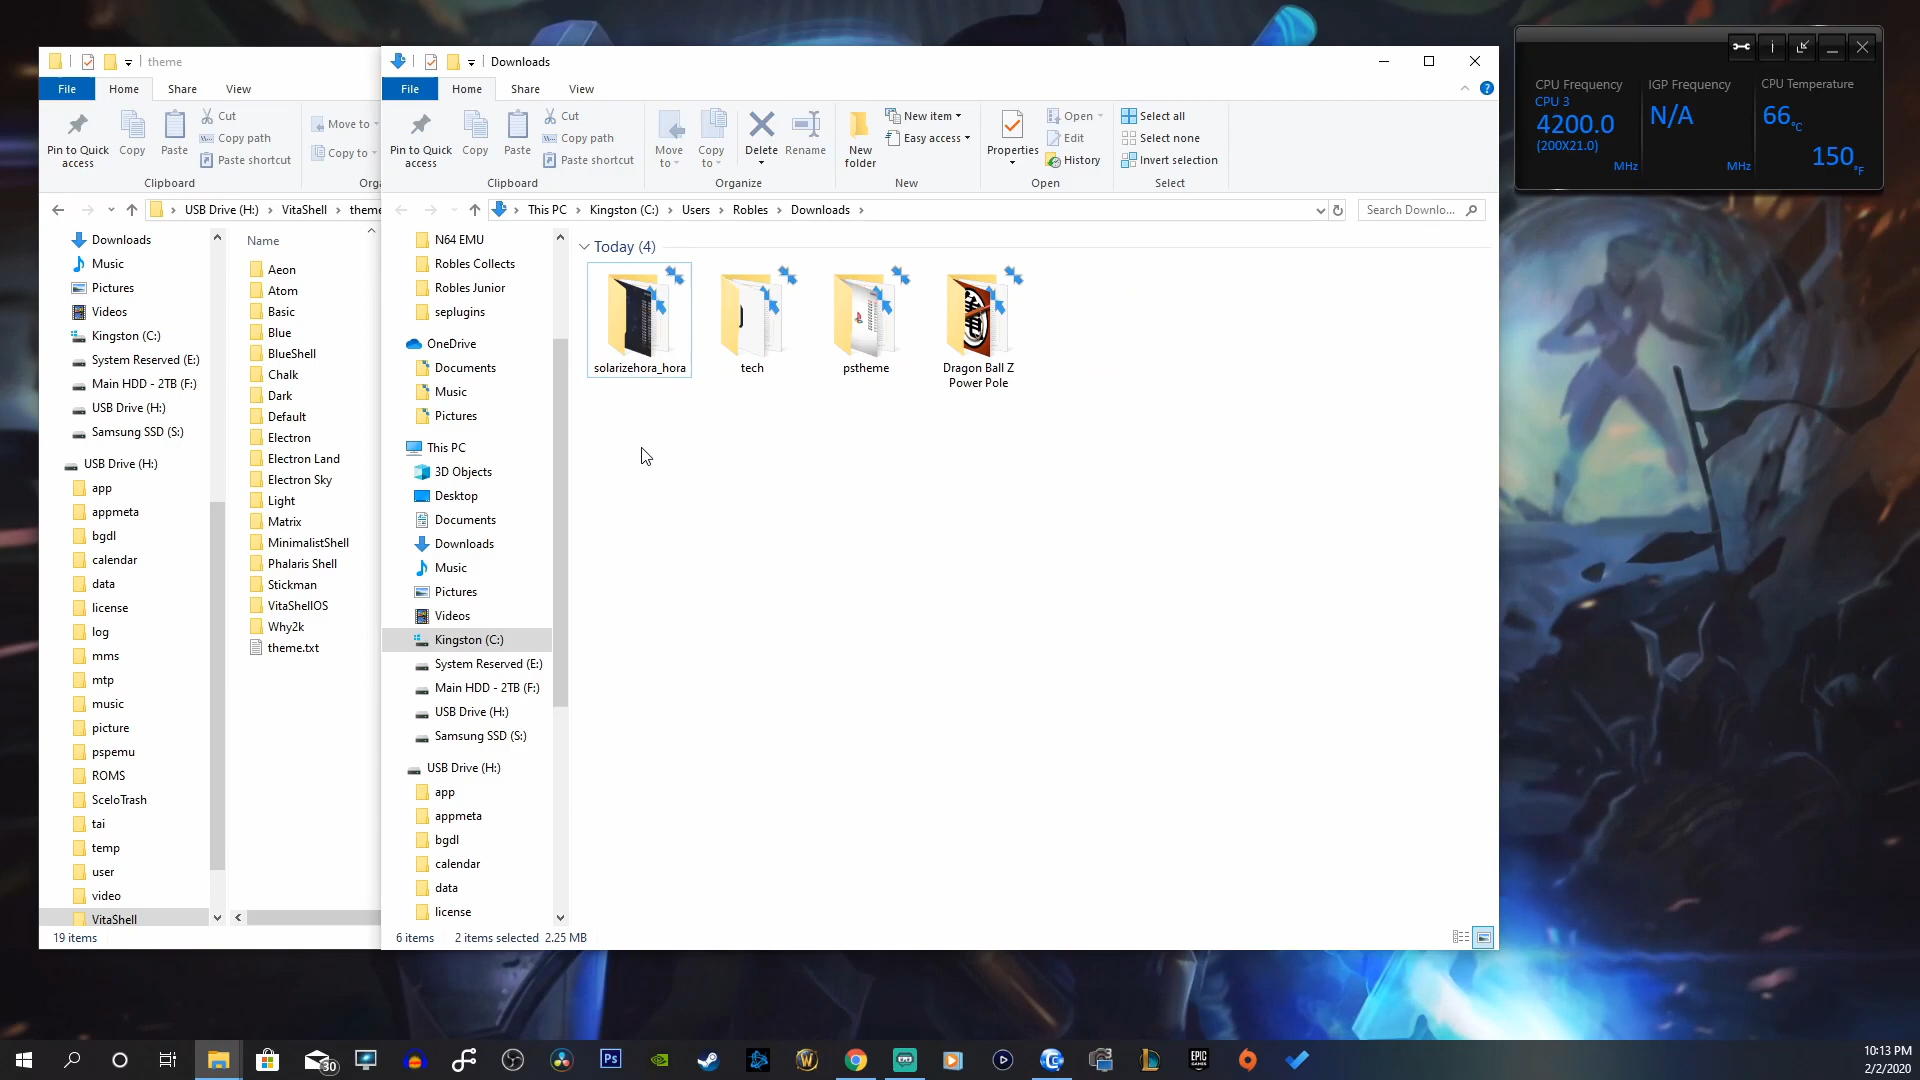 theme
File
Home
Share
View
Pin to Quick access
Copy
Paste
Cut
Copy path
Paste shortcut
Move to
Copy to
Clipboard
Orga
USB Drive (H:) VitaShell theme
Downloads
Music
Pictures
Videos
Kingston (C:)
System Reserved (E:)
Main HDD - 2TB (F:)
USB Drive (H:)
Samsung SSD (S:)
USB Drive (H:)
app
appmeta
bgdl
calendar
data
license
log
mms
mtp
music
picture
pspemu
ROMS
SceIoTrash
tai
temp
user
video
VitaShell
Name
Aeon
Atom
Basic
Blue
BlueShell
Chalk
Dark
Default
Electron
Electron Land
Electron Sky
Light
Matrix
MinimalistShell
Phalaris Shell
Stickman
VitaShellOS
Why2k
theme.txt
19 items
Downloads
File
Home
Share
View
Pin to Quick access
Copy
Paste
Cut
Copy path
Paste shortcut
Clipboard
Move to
Copy to
Delete
Rename
Organize
New folder
New item
Easy access
New
Properties
Open
Edit
History
Open
Select all
Select none
Invert selection
Select
This PC Kingston (C:) Users Robles Downloads
Search Downlo...
N64 EMU
Robles Collects
Robles Junior
seplugins
OneDrive
Documents
Music
Pictures
This PC
3D Objects
Desktop
Documents
Downloads
Music
Pictures
Videos
Kingston (C:)
System Reserved (E:)
Main HDD - 2TB (F:)
USB Drive (H:)
Samsung SSD (S:)
USB Drive (H:)
app
appmeta
bgdl
calendar
data
license
Today (4)
solarizehora_hora
tech
pstheme
Dragon Ball Z
Power Pole
6 items 2 items selected 2.25 MB
CPU Frequency
CPU 3
4200.0
(200X21.0)
MHz
IGP Frequency
N/A
MHz
CPU Temperature
66 °C
150 °F
30
Ps
EPIC
GAMES
10:13 PM
2/2/2020